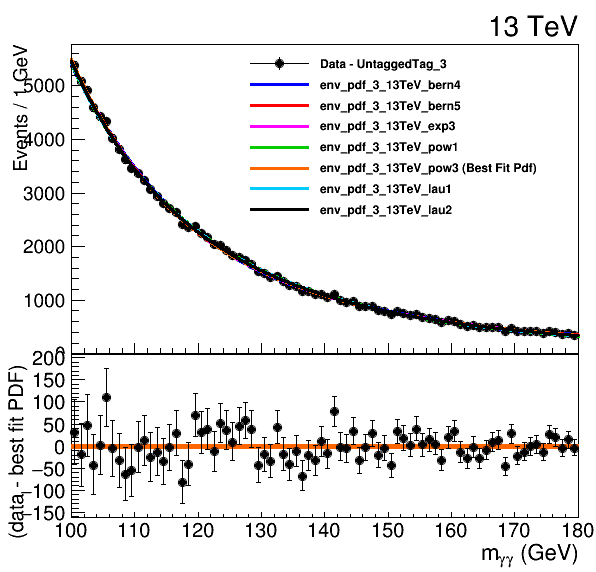 13 TeV
Events / 1 GeV
5000
4000
3000
2000
1000
0
Data - UntaggedTag_3
env_pdf_3_13TeV_bern4
env_pdf_3_13TeV_bern5
env_pdf_3_13TeV_exp3
env_pdf_3_13TeV_pow1
env_pdf_3_13TeV_pow3 (Best Fit Pdf)
env_pdf_3_13TeV_lau1
env_pdf_3_13TeV_lau2
(data - best fit PDF)
200
150
100
50
0
−50
−100
−150
100 110 120 130 140 150 160 170 180
mγγ (GeV)